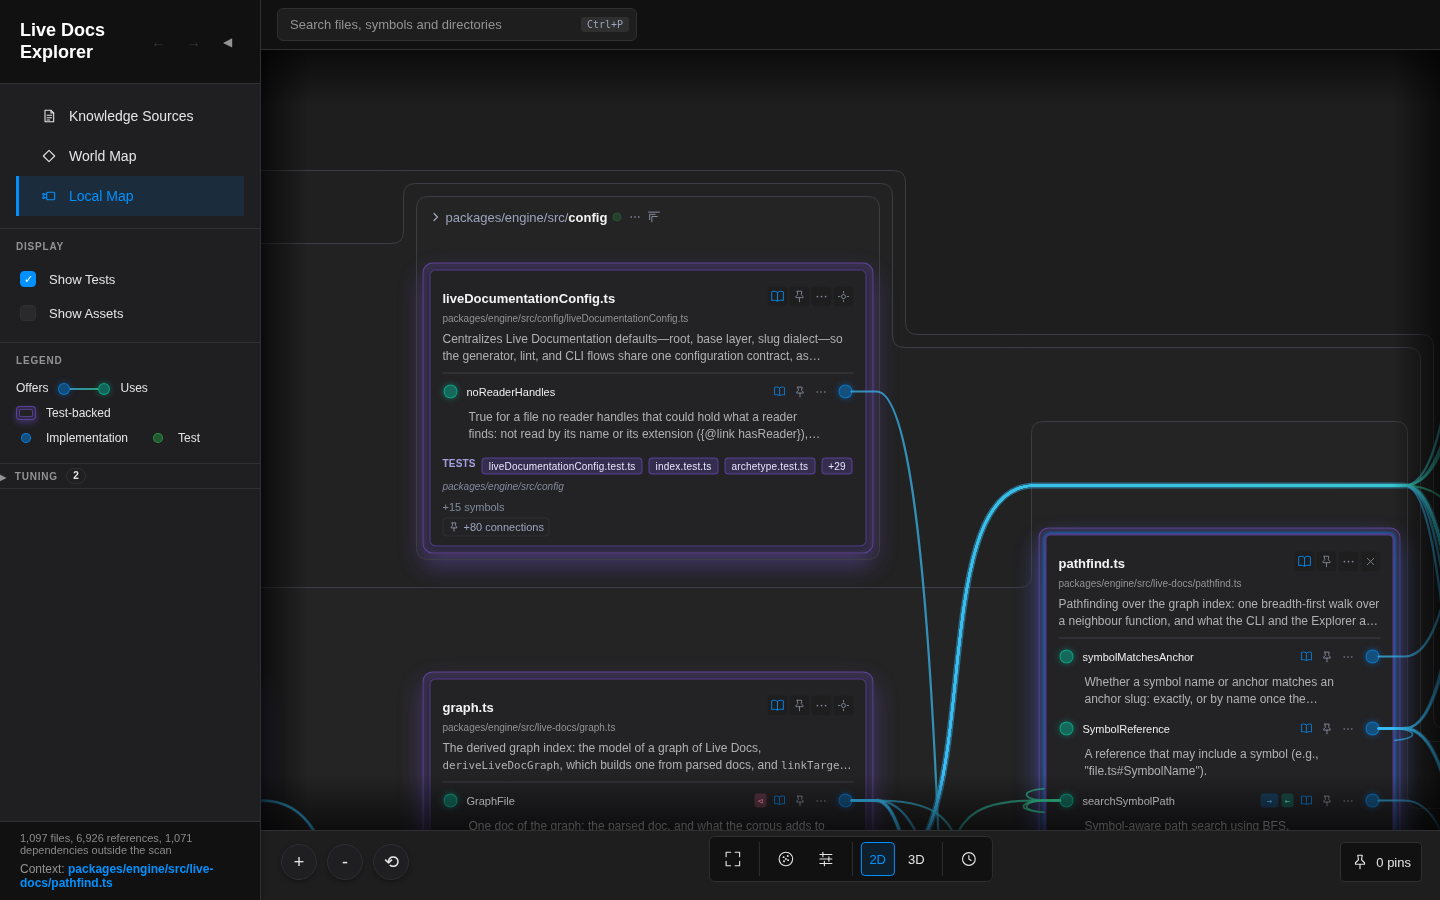 Live Docs
Explorer
← → ◀
Search files, symbols and directories Ctrl+P
Knowledge Sources
World Map
Local Map
DISPLAY
✓ Show Tests
Show Assets
LEGEND
Offers Uses
Test-backed
Implementation Test
▶ TUNING 2
1,097 files, 6,926 references, 1,071
dependencies outside the scan
Context: packages/engine/src/live-
docs/pathfind.ts
packages/engine/src/config
liveDocumentationConfig.ts
packages/engine/src/config/liveDocumentationConfig.ts
Centralizes Live Documentation defaults—root, base layer, slug dialect—so
the generator, lint, and CLI flows share one configuration contract, as…
noReaderHandles
True for a file no reader handles that could hold what a reader
finds: not read by its name or its extension ({@link hasReader}),…
TESTS liveDocumentationConfig.test.ts index.test.ts archetype.test.ts +29
packages/engine/src/config
+15 symbols
+80 connections
graph.ts
packages/engine/src/live-docs/graph.ts
The derived graph index: the model of a graph of Live Docs,
deriveLiveDocGraph, which builds one from parsed docs, and linkTarge…
GraphFile
One doc of the graph: the parsed doc, and what the corpus adds to
pathfind.ts
packages/engine/src/live-docs/pathfind.ts
Pathfinding over the graph index: one breadth-first walk over
a neighbour function, and what the CLI and the Explorer a…
symbolMatchesAnchor
Whether a symbol name or anchor matches an
anchor slug: exactly, or by name once the…
SymbolReference
A reference that may include a symbol (e.g.,
"file.ts#SymbolName").
searchSymbolPath → ←
Symbol-aware path search using BFS.
+ - ⟲
2D 3D
0 pins